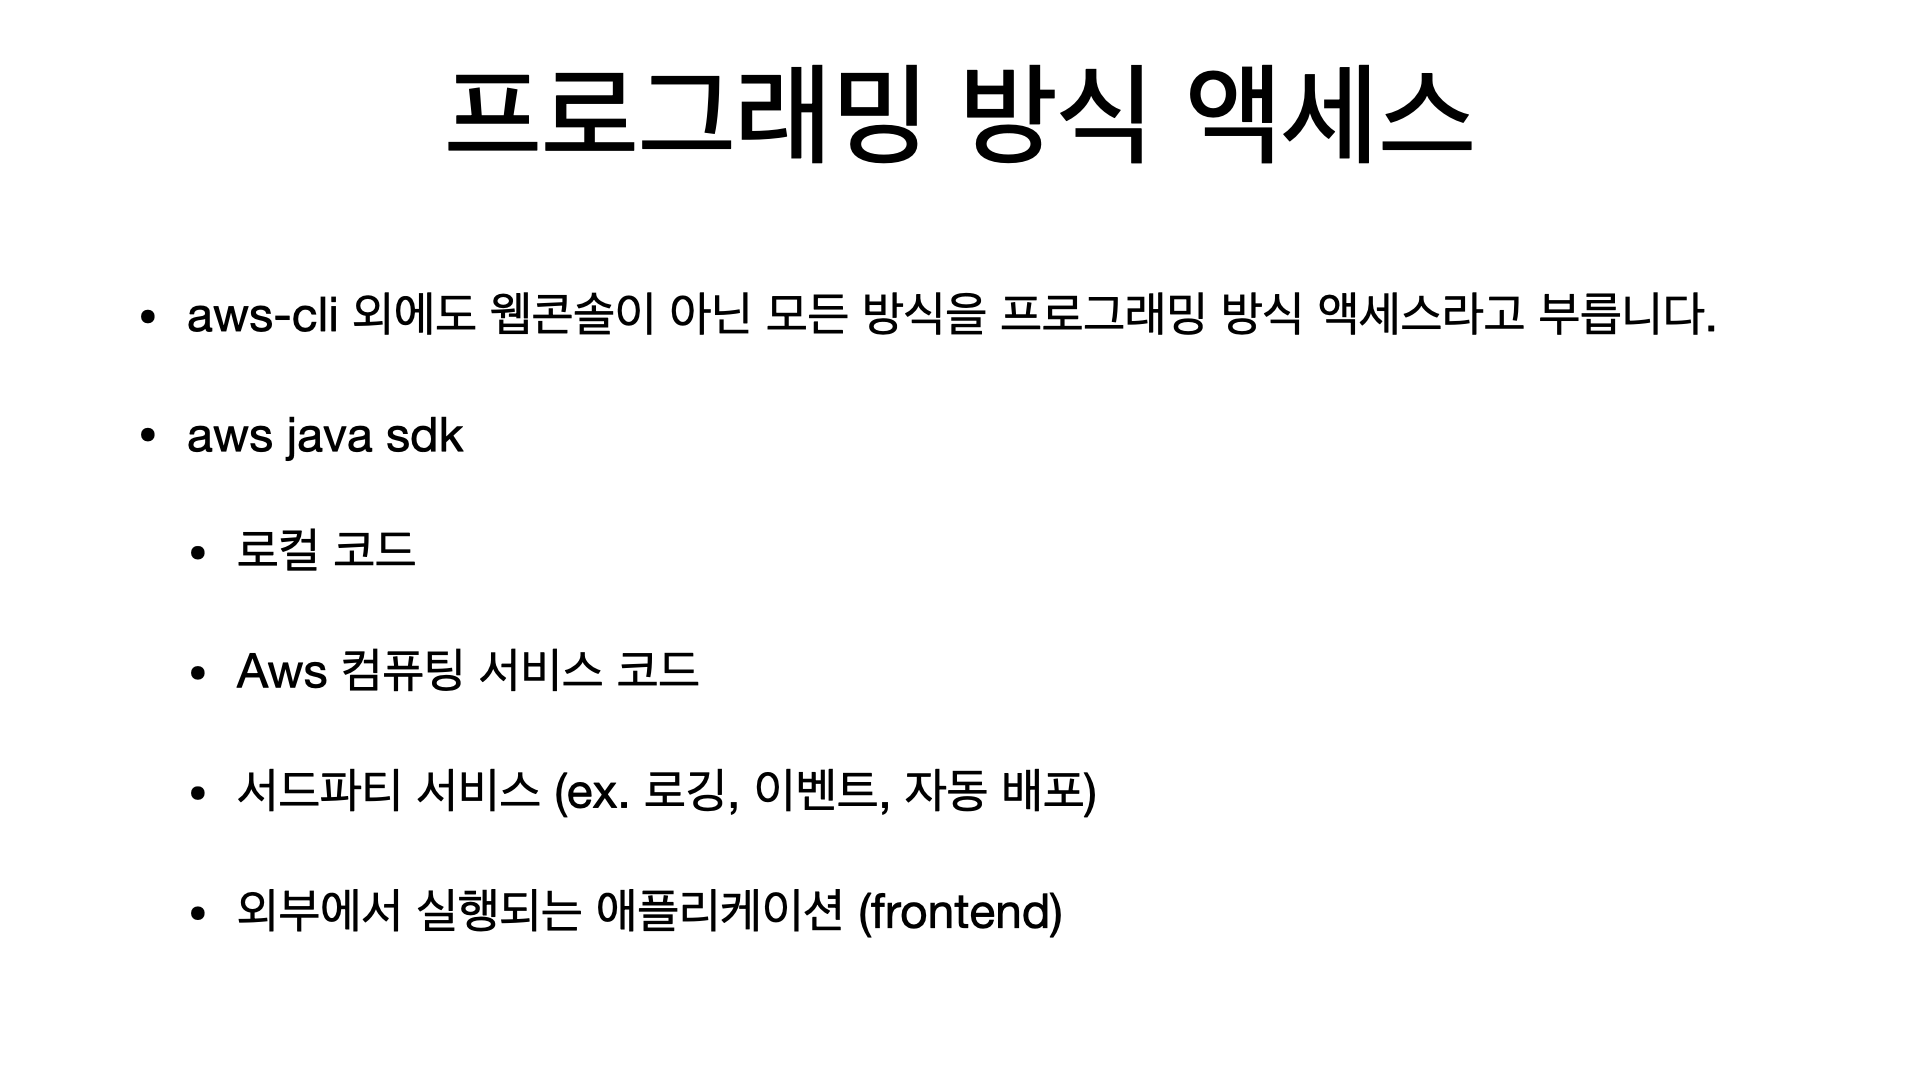 프로그래밍 방식 액세스
• aws-cli 외에도 웹콘솔이 아닌 모든 방식을 프로그래밍 방식 액세스라고 부릅니다.
• aws java sdk
• 로컬 코드
• Aws 컴퓨팅 서비스 코드
• 서드파티 서비스 (ex. 로깅, 이벤트, 자동 배포)
• 외부에서 실행되는 애플리케이션 (frontend)